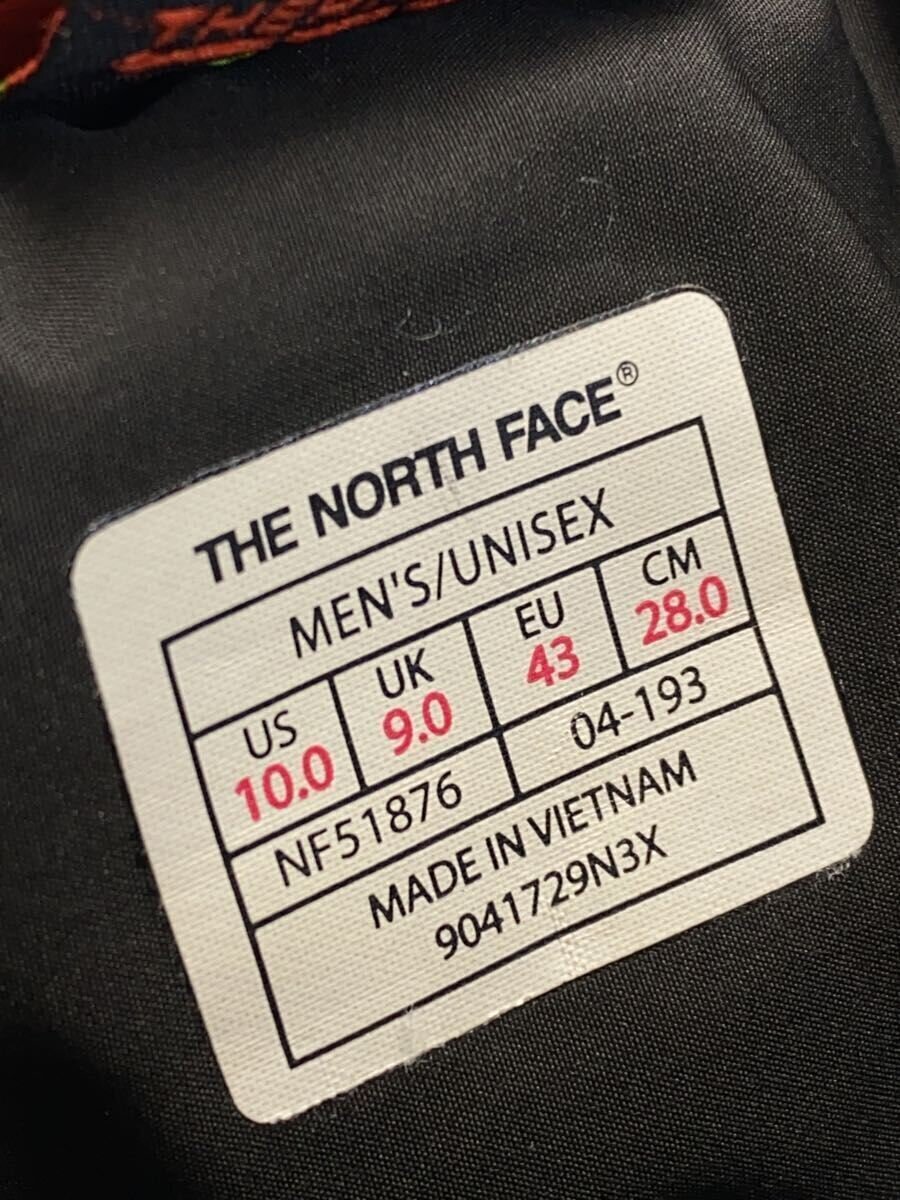 THE
THE NORTH FACE®
MEN'S/UNISEX
US UK EU CM
10.0 9.0 43 28.0
NF51876 04-193
MADE IN VIETNAM
9041729N3X